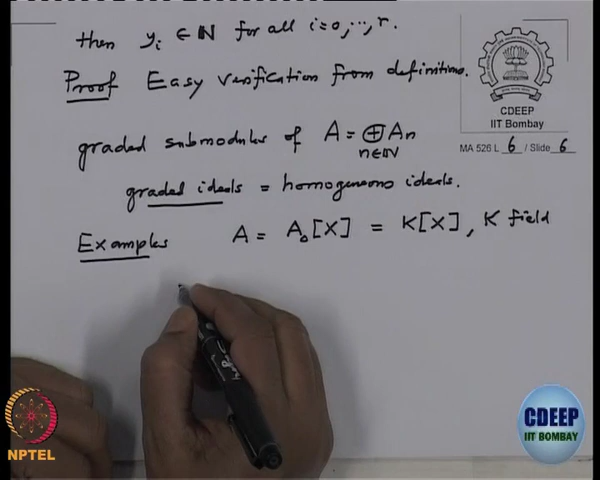 then yᵢ ∈ N for all i=0,⋯,r.
Proof Easy verification from definitions.
CDEEP
IIT Bombay
MA 526 L 6 / Slide 6
graded submodules of A = ⊕ Aₙ
n∈ℕ
graded ideals = homogeneous ideals.
Examples A = A₀[X] = K[X], K field
NPTEL
CDEEP
IIT BOMBAY